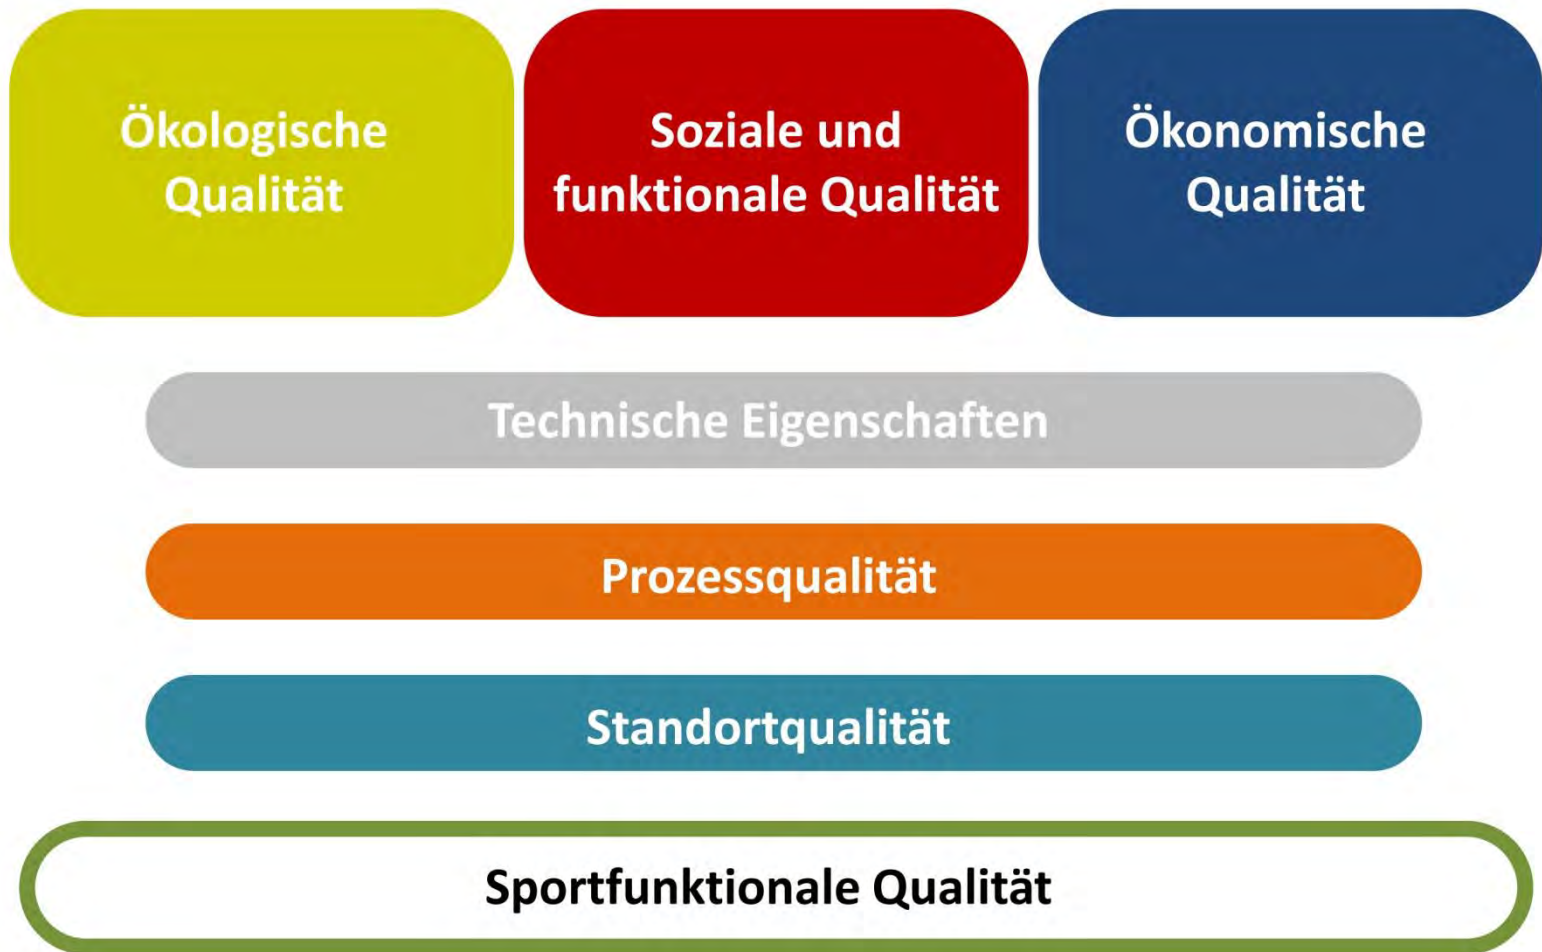 Ökologische
Qualität
Soziale und
funktionale Qualität
Ökonomische
Qualität
Technische Eigenschaften
Prozessqualität
Standortqualität
Sportfunktionale Qualität